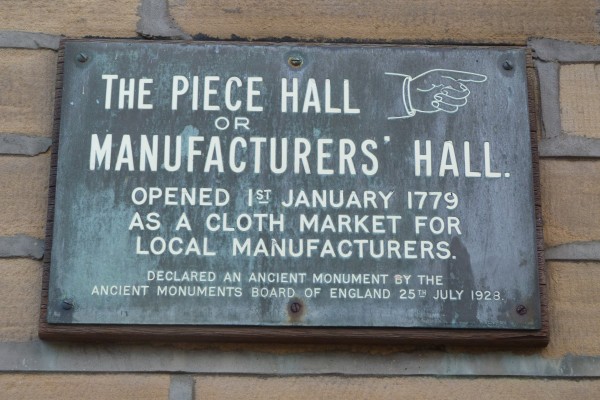 THE PIECE HALL
OR
MANUFACTURERS' HALL.
OPENED 1ST JANUARY 1779
AS A CLOTH MARKET FOR
LOCAL MANUFACTURERS.
DECLARED AN ANCIENT MONUMENT BY THE
ANCIENT MONUMENTS BOARD OF ENGLAND 25TH JULY 1928.